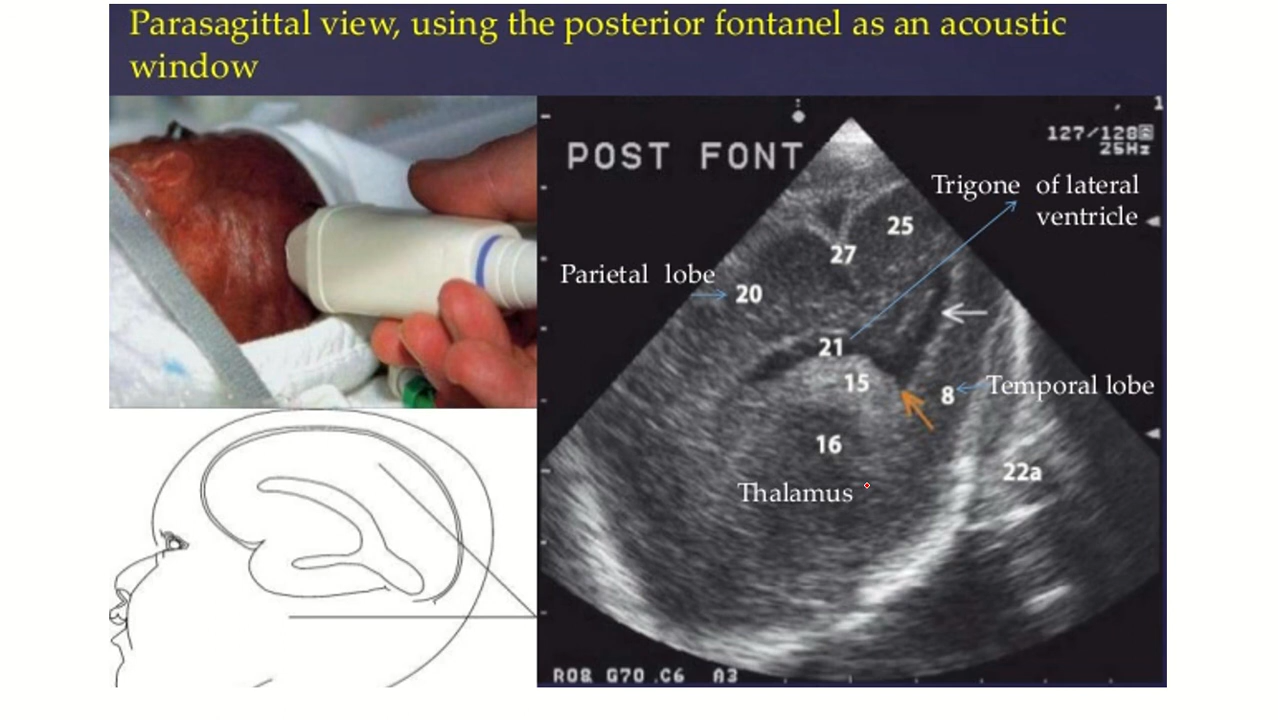 Parasagittal view, using the posterior fontanel as an acoustic
window
POST FONT
1
127/128
25Hz
Trigone of lateral
ventricle
25
27
Parietal lobe
20
21
15
8
Temporal lobe
16
22a
Thalamus
G70 .C6 A3